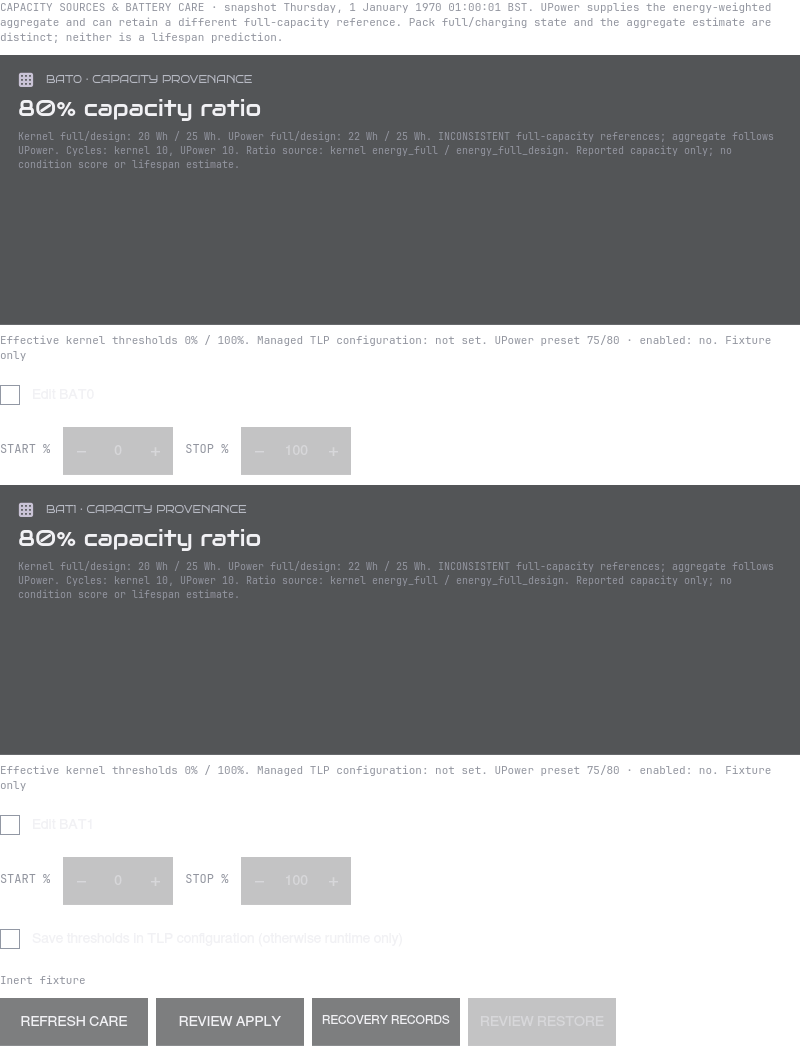 CAPACITY SOURCES & BATTERY CARE · snapshot Thursday, 1 January 1970 01:00:01 BST. UPower supplies the energy-weighted
aggregate and can retain a different full-capacity reference. Pack full/charging state and the aggregate estimate are
distinct; neither is a lifespan prediction.
BAT0 · CAPACITY PROVENANCE
80% capacity ratio
Kernel full/design: 20 Wh / 25 Wh. UPower full/design: 22 Wh / 25 Wh. INCONSISTENT full-capacity references; aggregate follows
UPower. Cycles: kernel 10, UPower 10. Ratio source: kernel energy_full / energy_full_design. Reported capacity only; no
condition score or lifespan estimate.
Effective kernel thresholds 0% / 100%. Managed TLP configuration: not set. UPower preset 75/80 · enabled: no. Fixture
only
Edit BAT0
START % − 0 + STOP % − 100 +
BAT1 · CAPACITY PROVENANCE
80% capacity ratio
Kernel full/design: 20 Wh / 25 Wh. UPower full/design: 22 Wh / 25 Wh. INCONSISTENT full-capacity references; aggregate follows
UPower. Cycles: kernel 10, UPower 10. Ratio source: kernel energy_full / energy_full_design. Reported capacity only; no
condition score or lifespan estimate.
Effective kernel thresholds 0% / 100%. Managed TLP configuration: not set. UPower preset 75/80 · enabled: no. Fixture
only
Edit BAT1
START % − 0 + STOP % − 100 +
Save thresholds in TLP configuration (otherwise runtime only)
Inert fixture
REFRESH CARE REVIEW APPLY RECOVERY RECORDS REVIEW RESTORE